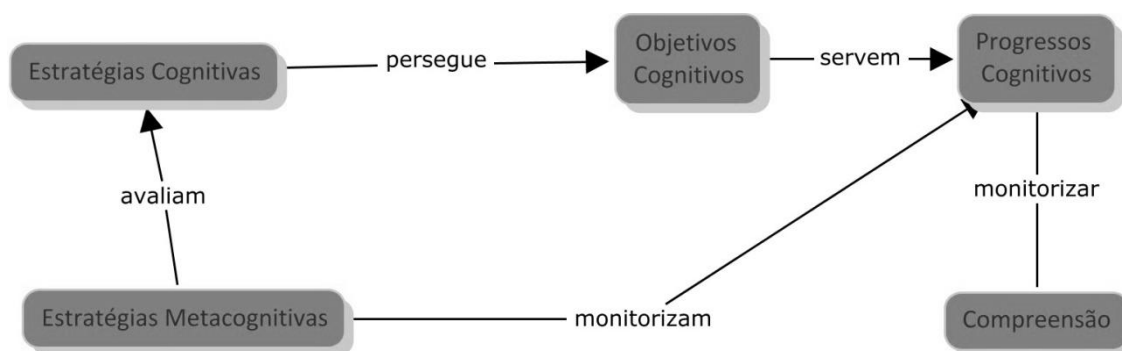 Estratégias Cognitivas
persegue
Objetivos
Cognitivos
servem
Progressos
Cognitivos
avaliam
monitorizar
Estratégias Metacognitivas
monitorizam
Compreensão